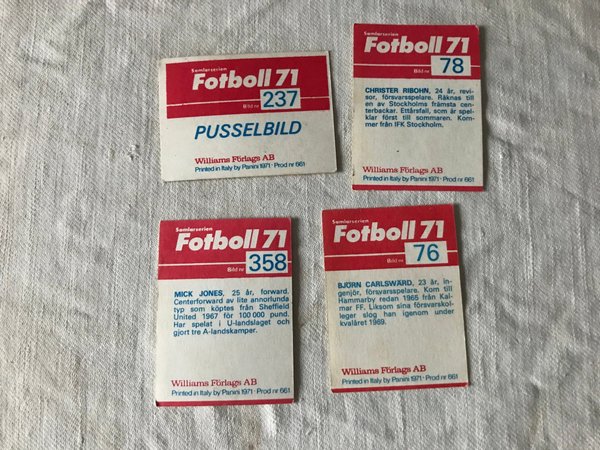 Samlarserien
Fotboll 71
Bild nr 237
PUSSELBILD
Williams Förlags AB
Printed in Italy by Panini 1971 · Prod nr 661
Samlarserien
Fotboll 71
Bild nr 78
CHRISTER RIBOHN, 24 år, revi-
sor, försvarsspelare. Räknas till
en av Stockholms främsta cen-
terbackar. Ettårsfall, som är spel-
klar först till sommaren. Kom-
mer från IFK Stockholm.
Williams Förlags AB
Printed in Italy by Panini 1971 · Prod nr 661
Samlarserien
Fotboll 71
Bild nr 358
MICK JONES, 25 år, forward.
Centerforward av lite annorlunda
typ som köptes från Sheffield
United 1967 för 100 000 pund.
Har spelat i U-landslaget och
gjort tre A-landskamper.
Williams Förlags AB
Printed in Italy by Panini 1971 · Prod nr 661
Samlarserien
Fotboll 71
Bild nr 76
BJÖRN CARLSWÄRD, 23 år, in-
genjör, försvarsspelare. Kom till
Hammarby redan 1965 från Kal-
mar FF. Liksom sina försvarskol-
leger slog han igenom under
kvalåret 1969.
Williams Förlags AB
Printed in Italy by Panini 1971 · Prod nr 661